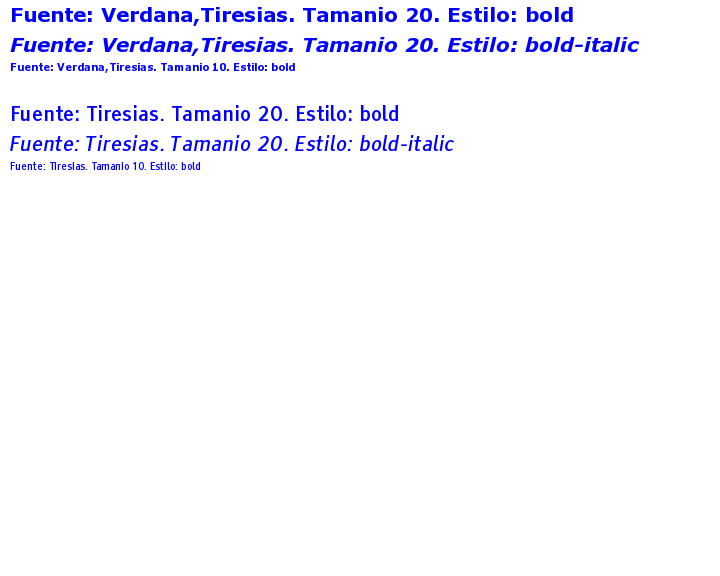 Fuente: Verdana,Tiresias. Tamanio 20. Estilo: bold
Fuente: Verdana,Tiresias. Tamanio 20. Estilo: bold-italic
Fuente: Verdana,Tiresias. Tamanio 10. Estilo: bold
Fuente: Tiresias. Tamanio 20. Estilo: bold
Fuente: Tiresias. Tamanio 20. Estilo: bold-italic
Fuente: Tiresias. Tamanio 10. Estilo: bold